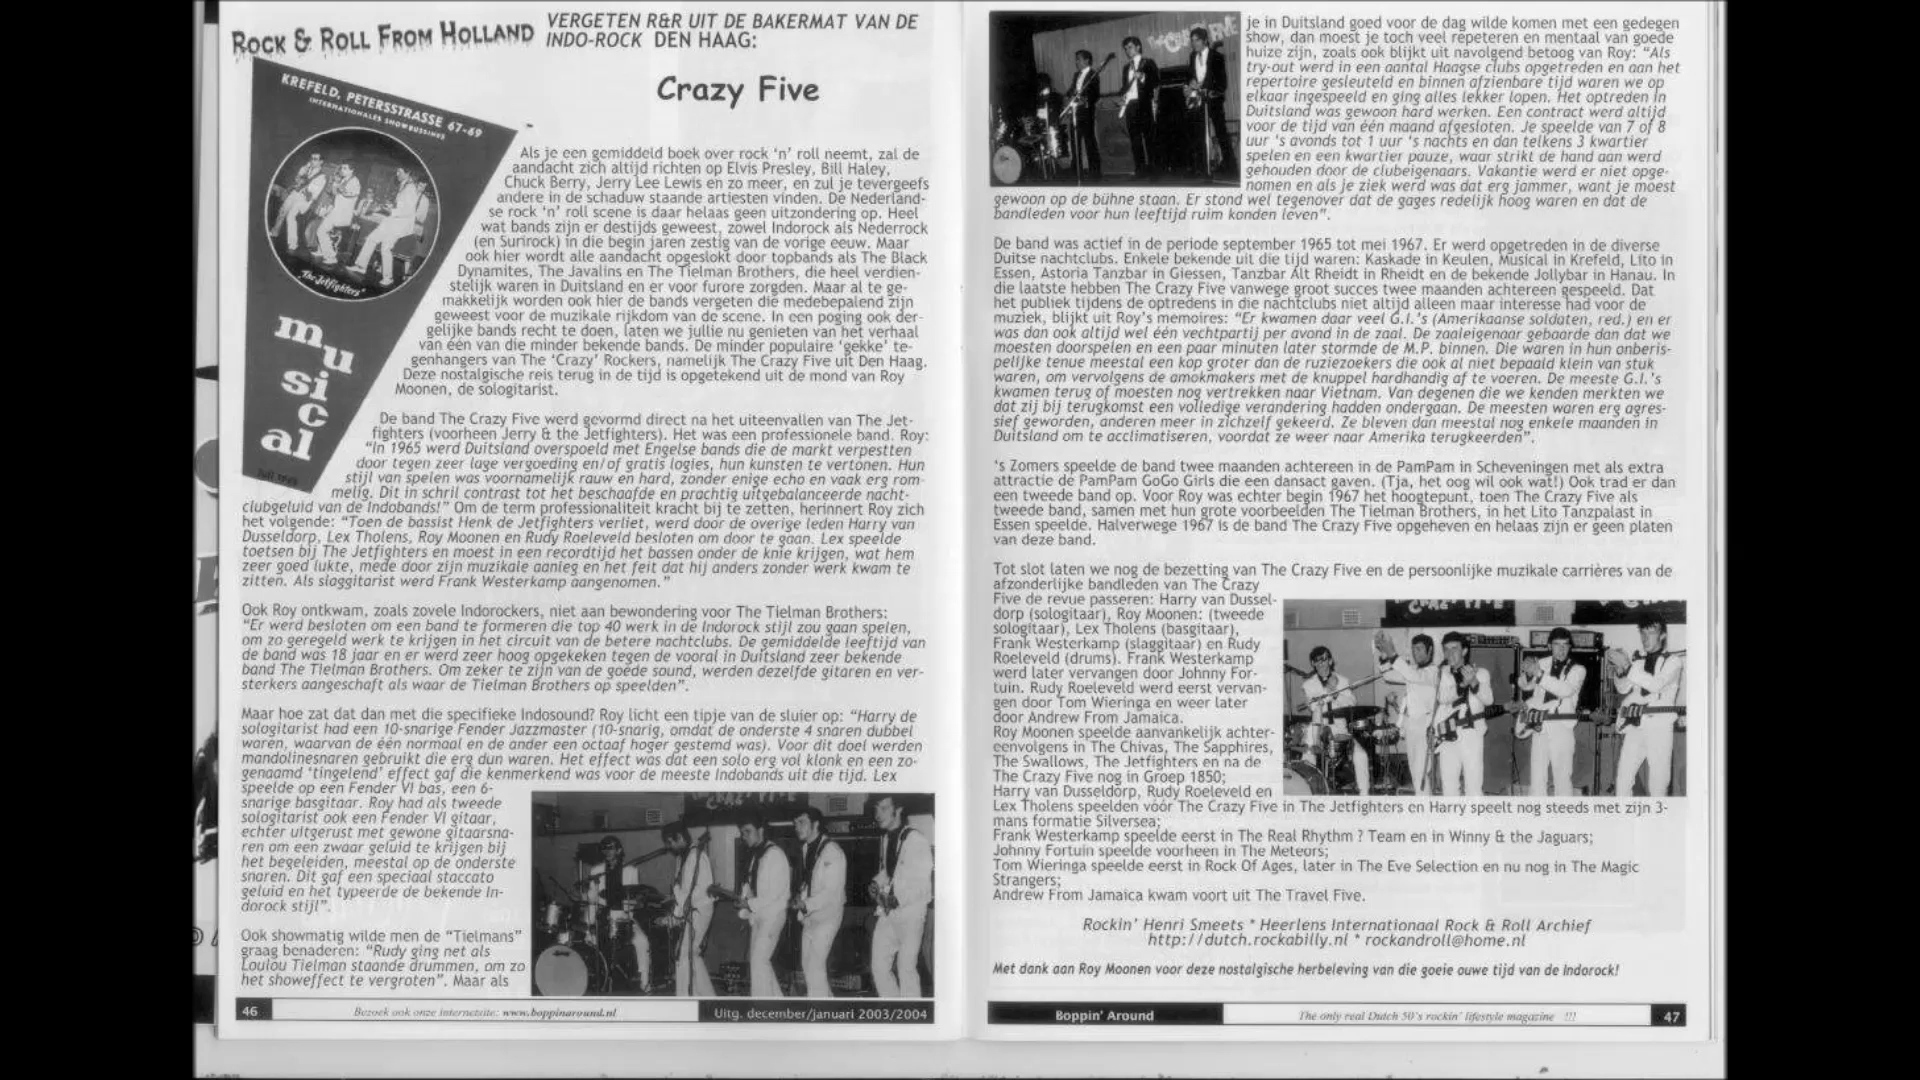 ROCK & ROLL FROM HOLLAND
VERGETEN R&R UIT DE BAKERMAT VAN DE
INDO-ROCK DEN HAAG:
Crazy Five
KREFELD, PETERSSTRASSE 67-69
INTERNATIONALES SHOWBUSSINES
"The Jetfighters"
musical
Als je een gemiddeld boek over rock 'n' roll neemt, zal de
aandacht zich altijd richten op Elvis Presley, Bill Haley,
Chuck Berry, Jerry Lee Lewis en zo meer, en zul je tevergeefs
andere in de schaduw staande artiesten vinden. De Nederland-
se rock 'n' roll scene is daar helaas geen uitzondering op. Heel
wat bands zijn er destijds geweest, zowel Indorock als Nederrock
(en Surirock) in die begin jaren zestig van de vorige eeuw. Maar
ook hier wordt alle aandacht opgeslokt door topbands als The Black
Dynamites, The Javalins en The Tielman Brothers, die heel verdien-
stelijk waren in Duitsland en er voor furore zorgden. Maar al te ge-
makkelijk worden ook hier de bands vergeten die medebepalend zijn
geweest voor de muzikale rijkdom van de scene. In een poging ook der-
gelijke bands recht te doen, laten we jullie nu genieten van het verhaal
van één van die minder bekende bands. De minder populaire 'gekke' te-
genhangers van The 'Crazy' Rockers, namelijk The Crazy Five uit Den Haag.
Deze nostalgische reis terug in de tijd is opgetekend uit de mond van Roy
Moonen, de sologitarist.
De band The Crazy Five werd gevormd direct na het uiteenvallen van The Jet-
fighters (voorheen Jerry & the Jetfighters). Het was een professionele band. Roy:
"In 1965 werd Duitsland overspoeld met Engelse bands die de markt verpestten
door tegen zeer lage vergoeding en/of gratis logies, hun kunsten te vertonen. Hun
stijl van spelen was voornamelijk rauw en hard, zonder enige echo en vaak erg rom-
melig. Dit in schril contrast tot het beschaafde en prachtig uitgebalanceerde nacht-
clubgeluid van de Indobands!" Om de term professionaliteit kracht bij te zetten, herinnert Roy zich
het volgende: "Toen de bassist Henk de Jetfighters verliet, werd door de overige leden Harry van
Dusseldorp, Lex Tholens, Roy Moonen en Rudy Roeleveld besloten om door te gaan. Lex speelde
toetsen bij The Jetfighters en moest in een recordtijd het bassen onder de knie krijgen, wat hem
zeer goed lukte, mede door zijn muzikale aanleg en het feit dat hij anders zonder werk kwam te
zitten. Als slaggitarist werd Frank Westerkamp aangenomen."
Ook Roy ontkwam, zoals zovele Indorockers, niet aan bewondering voor The Tielman Brothers:
"Er werd besloten om een band te formeren die top 40 werk in de Indorock stijl zou gaan spelen,
om zo geregeld werk te krijgen in het circuit van de betere nachtclubs. De gemiddelde leeftijd van
de band was 18 jaar en er werd zeer hoog opgekeken tegen de vooral in Duitsland zeer bekende
band The Tielman Brothers. Om zeker te zijn van de goede sound, werden dezelfde gitaren en ver-
sterkers aangeschaft als waar de Tielman Brothers op speelden".
Maar hoe zat dat dan met die specifieke Indosound? Roy licht een tipje van de sluier op: "Harry de
sologitarist had een 10-snarige Fender Jazzmaster (10-snarig, omdat de onderste 4 snaren dubbel
waren, waarvan de één normaal en de ander een octaaf hoger gestemd was). Voor dit doel werden
mandolinesnaren gebruikt die erg dun waren. Het effect was dat een solo erg vol klonk en een zo-
genaamd 'tingelend' effect gaf die kenmerkend was voor de meeste Indobands uit die tijd. Lex
speelde op een Fender VI bas, een 6-
snarige basgitaar. Roy had als tweede
sologitarist ook een Fender VI gitaar,
echter uitgerust met gewone gitaarsna-
ren om een zwaar geluid te krijgen bij
het begeleiden, meestal op de onderste
snaren. Dit gaf een speciaal staccato
geluid en het typeerde de bekende In-
dorock stijl".
Ook showmatig wilde men de "Tielmans"
graag benaderen: "Rudy ging net als
Loulou Tielman staande drummen, om zo
het showeffect te vergroten". Maar als
46
Bezoek ook onze internetsite: www.boppinaround.nl
Uitg. december/januari 2003/2004
je in Duitsland goed voor de dag wilde komen met een gedegen
show, dan moest je toch veel repeteren en mentaal van goede
huize zijn, zoals ook blijkt uit navolgend betoog van Roy: "Als
try-out werd in een aantal Haagse clubs opgetreden en aan het
repertoire gesleuteld en binnen afzienbare tijd waren we op
elkaar ingespeeld en ging alles lekker lopen. Het optreden in
Duitsland was gewoon hard werken. Een contract werd altijd
voor de tijd van één maand afgesloten. Je speelde van 7 of 8
uur 's avonds tot 1 uur 's nachts en dan telkens 3 kwartier
spelen en een kwartier pauze, waar strikt de hand aan werd
gehouden door de clubeigenaars. Vakantie werd er niet opge-
nomen en als je ziek werd was dat erg jammer, want je moest
gewoon op de bühne staan. Er stond wel tegenover dat de gages redelijk hoog waren en dat de
bandleden voor hun leeftijd ruim konden leven".
De band was actief in de periode september 1965 tot mei 1967. Er werd opgetreden in de diverse
Duitse nachtclubs. Enkele bekende uit die tijd waren: Kaskade in Keulen, Musical in Krefeld, Lito in
Essen, Astoria Tanzbar in Giessen, Tanzbar Alt Rheidt in Rheidt en de bekende Jollybar in Hanau. In
die laatste hebben The Crazy Five vanwege groot succes twee maanden achtereen gespeeld. Dat
het publiek tijdens de optredens in die nachtclubs niet altijd alleen maar interesse had voor de
muziek, blijkt uit Roy's memoires: "Er kwamen daar veel G.I.'s (Amerikaanse soldaten, red.) en er
was dan ook altijd wel één vechtpartij per avond in de zaal. De zaaleigenaar gebaarde dan dat we
moesten doorspelen en een paar minuten later stormde de M.P. binnen. Die waren in hun onberis-
pelijke tenue meestal een kop groter dan de ruziezoekers die ook al niet bepaald klein van stuk
waren, om vervolgens de amokmakers met de knuppel hardhandig af te voeren. De meeste G.I.'s
kwamen terug of moesten nog vertrekken naar Vietnam. Van degenen die we kenden merkten we
dat zij bij terugkomst een volledige verandering hadden ondergaan. De meesten waren erg agres-
sief geworden, anderen meer in zichzelf gekeerd. Ze bleven dan meestal nog enkele maanden in
Duitsland om te acclimatiseren, voordat ze weer naar Amerika terugkeerden".
's Zomers speelde de band twee maanden achtereen in de PamPam in Scheveningen met als extra
attractie de PamPam GoGo Girls die een dansact gaven. (Tja, het oog wil ook wat!) Ook trad er dan
een tweede band op. Voor Roy was echter begin 1967 het hoogtepunt, toen The Crazy Five als
tweede band, samen met hun grote voorbeelden The Tielman Brothers, in het Lito Tanzpalast in
Essen speelde. Halverwege 1967 is de band The Crazy Five opgeheven en helaas zijn er geen platen
van deze band.
Tot slot laten we nog de bezetting van The Crazy Five en de persoonlijke muzikale carrières van de
afzonderlijke bandleden van The Crazy
Five de revue passeren: Harry van Dussel-
dorp (sologitaar), Roy Moonen: (tweede
sologitaar), Lex Tholens (basgitaar),
Frank Westerkamp (slaggitaar) en Rudy
Roeleveld (drums). Frank Westerkamp
werd later vervangen door Johnny For-
tuin. Rudy Roeleveld werd eerst vervan-
gen door Tom Wieringa en weer later
door Andrew From Jamaica.
Roy Moonen speelde aanvankelijk achter-
eenvolgens in The Chivas, The Sapphires,
The Swallows, The Jetfighters en na de
The Crazy Five nog in Groep 1850;
Harry van Dusseldorp, Rudy Roeleveld en
Lex Tholens speelden vóór The Crazy Five in The Jetfighters en Harry speelt nog steeds met zijn 3-
mans formatie Silversea;
Frank Westerkamp speelde eerst in The Real Rhythm ? Team en in Winny & the Jaguars;
Johnny Fortuin speelde voorheen in The Meteors;
Tom Wieringa speelde eerst in Rock Of Ages, later in The Eve Selection en nu nog in The Magic
Strangers;
Andrew From Jamaica kwam voort uit The Travel Five.
Rockin' Henri Smeets * Heerlens Internationaal Rock & Roll Archief
http://dutch.rockabilly.nl * rockandroll@home.nl
Met dank aan Roy Moonen voor deze nostalgische herbeleving van die goeie ouwe tijd van de Indorock!
Boppin' Around
The only real Dutch 50's rockin' lifestyle magazine !!!
47